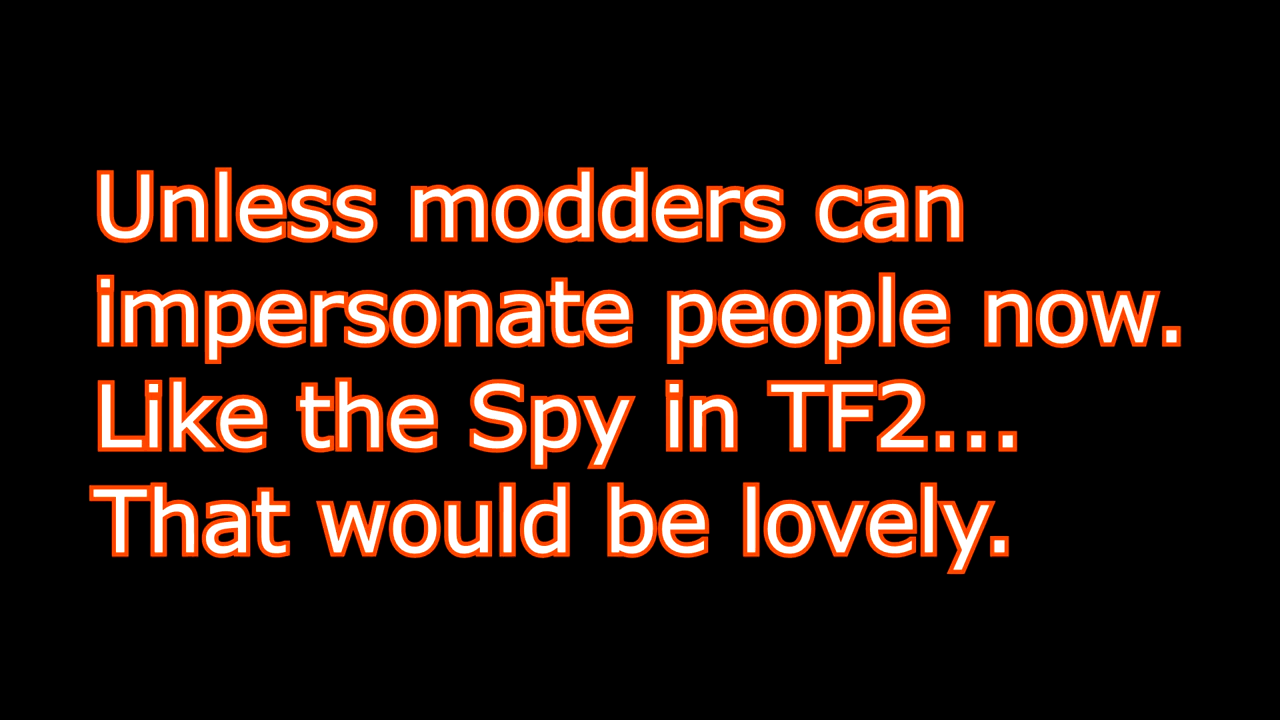 Unless modders can
impersonate people now.
Like the Spy in TF2...
That would be lovely.